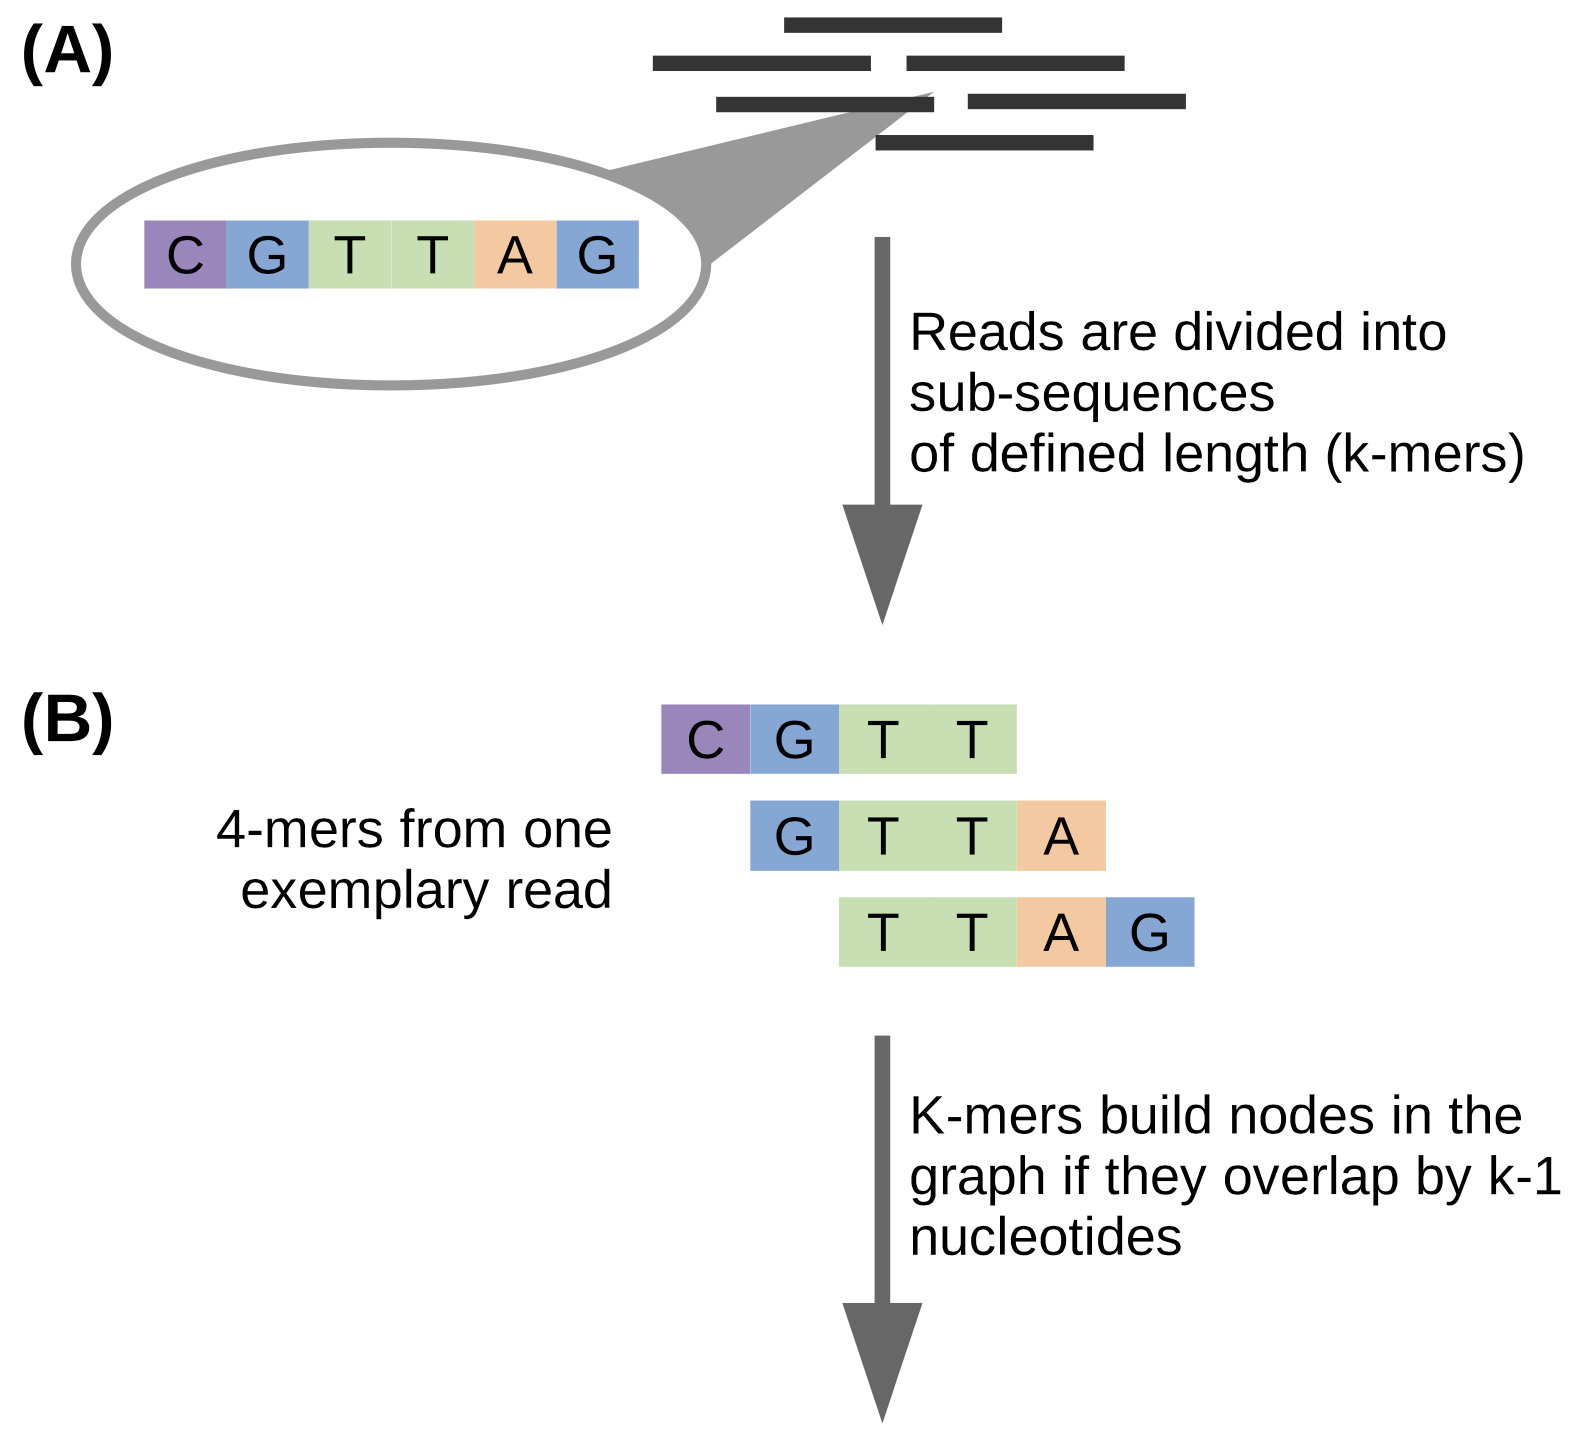 (A)
C G T T A G
Reads are divided into
sub-sequences
of defined length (k-mers)
(B)
C G T T
4-mers from one
exemplary read
G T T A
T T A G
K-mers build nodes in the
graph if they overlap by k-1
nucleotides